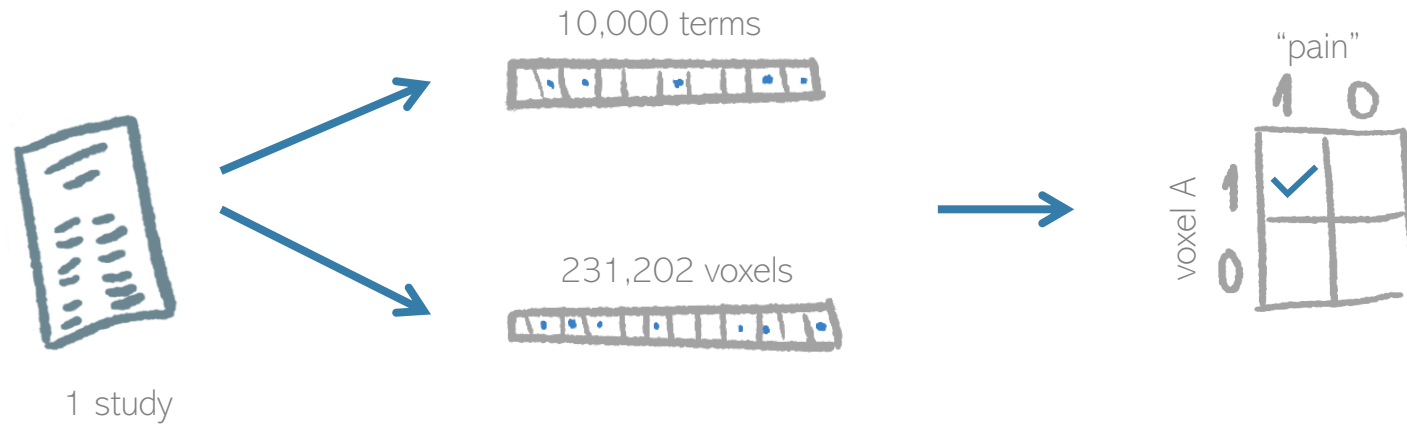 10,000 terms
"pain"
1 0
voxel A
1
0
231,202 voxels
1 study